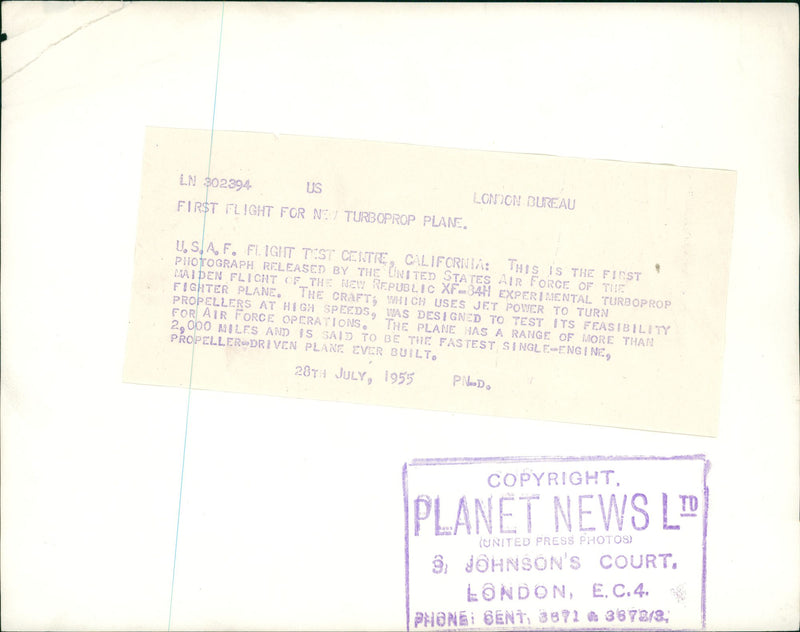 LN 302394 US LONDON BUREAU
FIRST FLIGHT FOR NEW TURBOPROP PLANE.
U.S.A.F. FLIGHT TEST CENTRE, CALIFORNIA: THIS IS THE FIRST
PHOTOGRAPH RELEASED BY THE UNITED STATES AIR FORCE OF THE
MAIDEN FLIGHT OF THE NEW REPUBLIC XF-84H EXPERIMENTAL TURBOPROP
FIGHTER PLANE. THE CRAFT, WHICH USES JET POWER TO TURN
PROPELLERS AT HIGH SPEEDS, WAS DESIGNED TO TEST ITS FEASIBILITY
FOR AIR FORCE OPERATIONS. THE PLANE HAS A RANGE OF MORE THAN
2,000 MILES AND IS SAID TO BE THE FASTEST SINGLE-ENGINE,
PROPELLER-DRIVEN PLANE EVER BUILT.
28TH JULY, 1955 PN-D.
COPYRIGHT.
PLANET NEWS LTD
(UNITED PRESS PHOTOS)
JOHNSON'S COURT.
LONDON, E.C.4.
PHONE: CENT. 3671 & 3672/3.